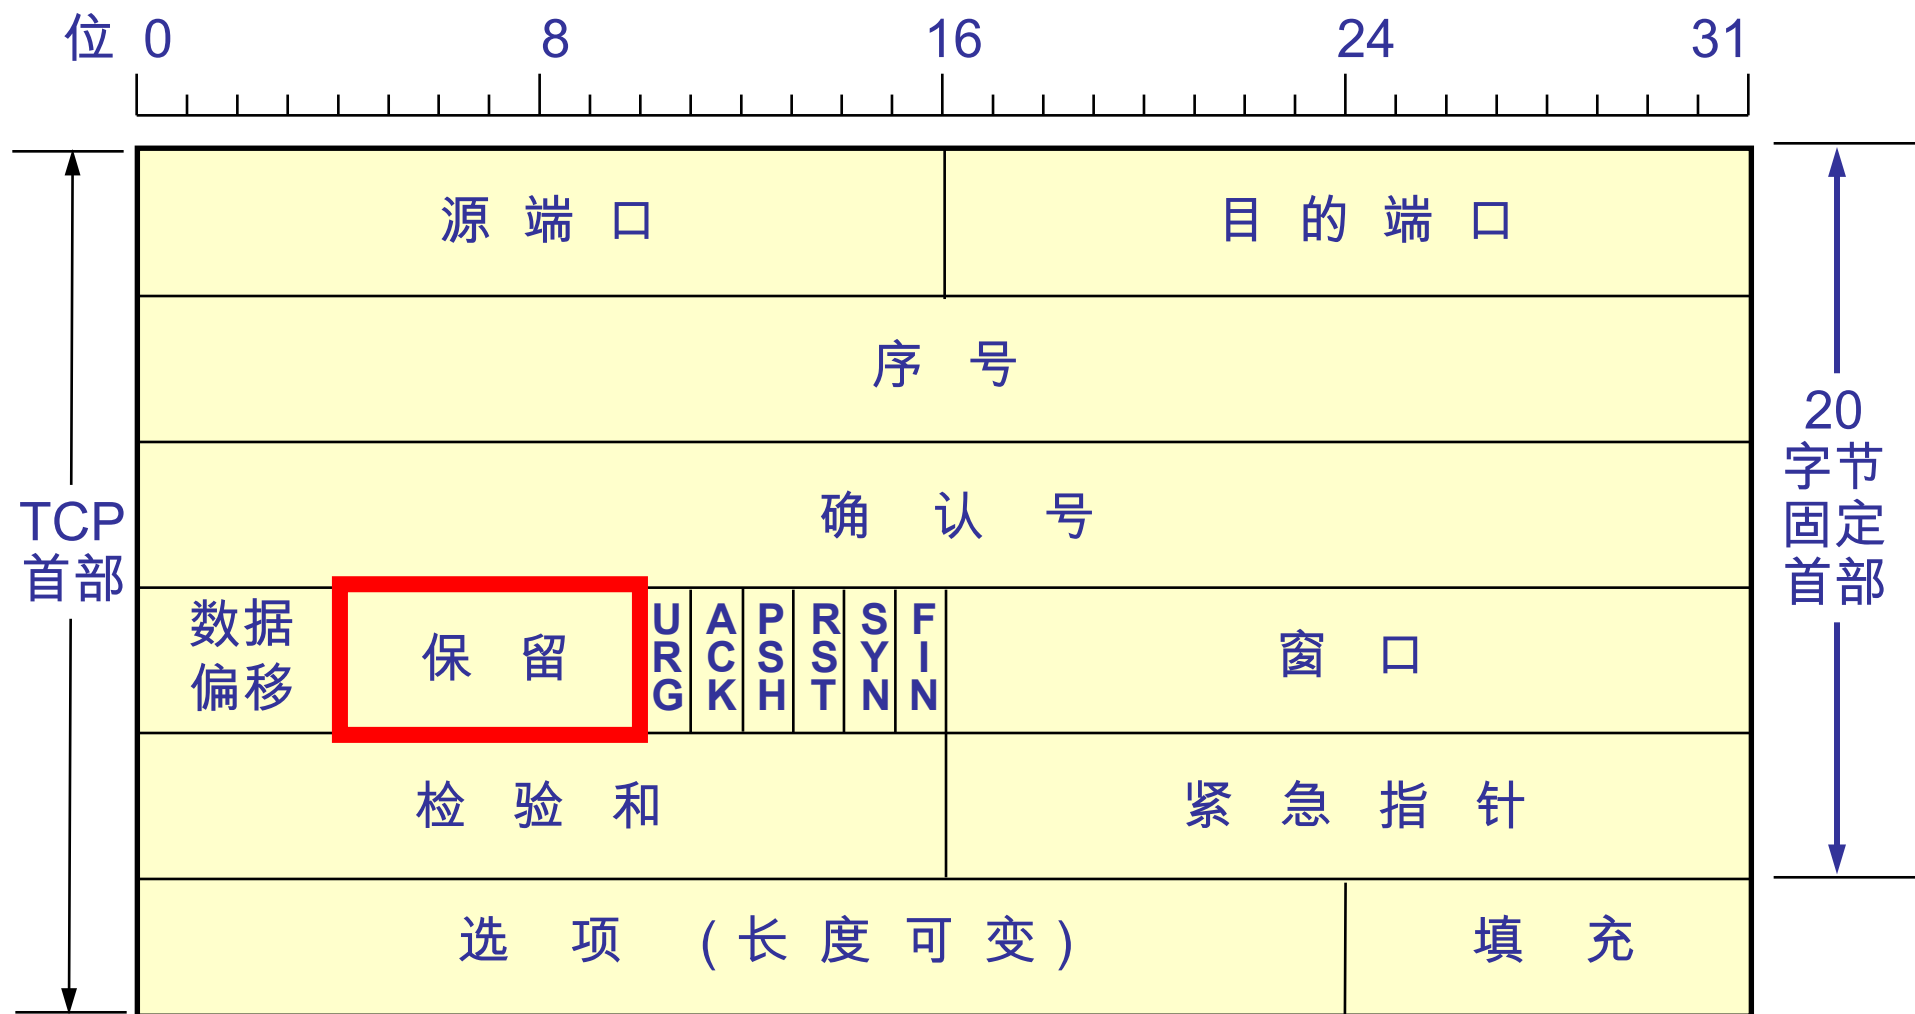 位 0 8 16 24 31
源端口 目的端口
序号
确认号
TCP
首部
20
字节
固定
首部
数据
偏移
保留
URG
ACK
PSH
RST
SYN
FIN
窗口
检验和 紧急指针
选项(长度可变) 填充